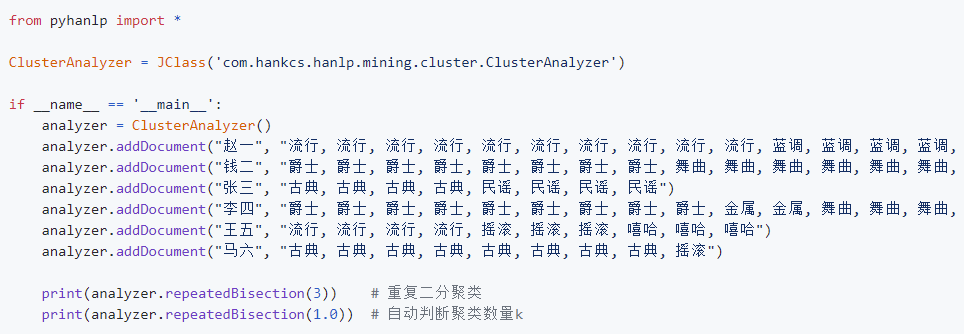 from pyhanlp import *
ClusterAnalyzer = JClass('com.hankcs.hanlp.mining.cluster.ClusterAnalyzer')
if __name__ == '__main__':
analyzer = ClusterAnalyzer()
analyzer.addDocument("赵一", "流行, 流行, 流行, 流行, 流行, 流行, 流行, 流行, 流行, 流行, 蓝调, 蓝调, 蓝调, 蓝调,
analyzer.addDocument("钱二", "爵士, 爵士, 爵士, 爵士, 爵士, 爵士, 爵士, 爵士, 舞曲, 舞曲, 舞曲, 舞曲, 舞曲, 舞曲,
analyzer.addDocument("张三", "古典, 古典, 古典, 古典, 民谣, 民谣, 民谣, 民谣")
analyzer.addDocument("李四", "爵士, 爵士, 爵士, 爵士, 爵士, 爵士, 爵士, 爵士, 爵士, 金属, 金属, 舞曲, 舞曲, 舞曲,
analyzer.addDocument("王五", "流行, 流行, 流行, 流行, 摇滚, 摇滚, 摇滚, 嘻哈, 嘻哈, 嘻哈")
analyzer.addDocument("马六", "古典, 古典, 古典, 古典, 古典, 古典, 古典, 古典, 摇滚")
print(analyzer.repeatedBisection(3)) # 重复二分聚类
print(analyzer.repeatedBisection(1.0)) # 自动判断聚类数量k